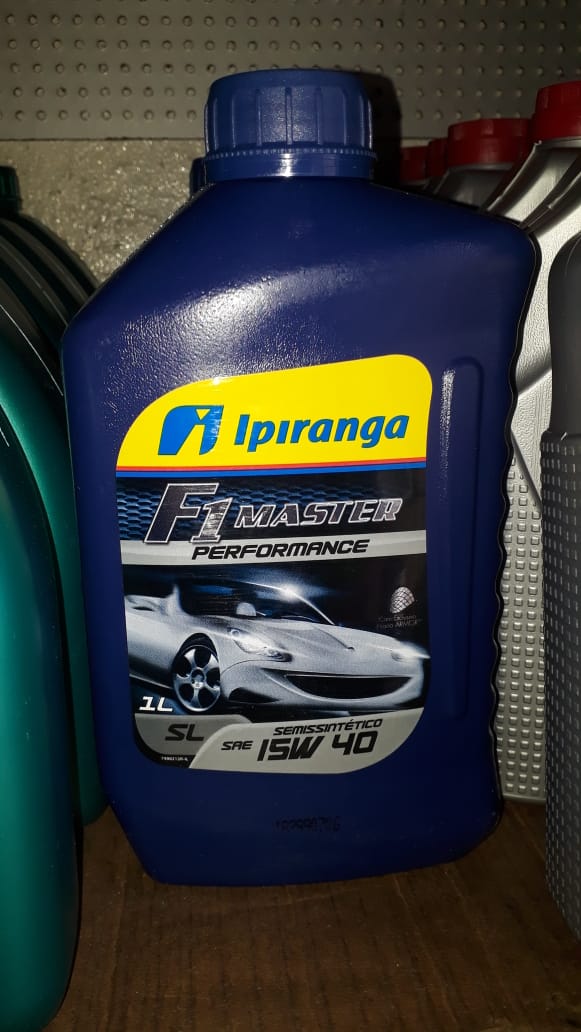 Ipiranga
F1 MASTER
PERFORMANCE
1L
SL
SEMISSINTÉTICO
SAE 15W 40